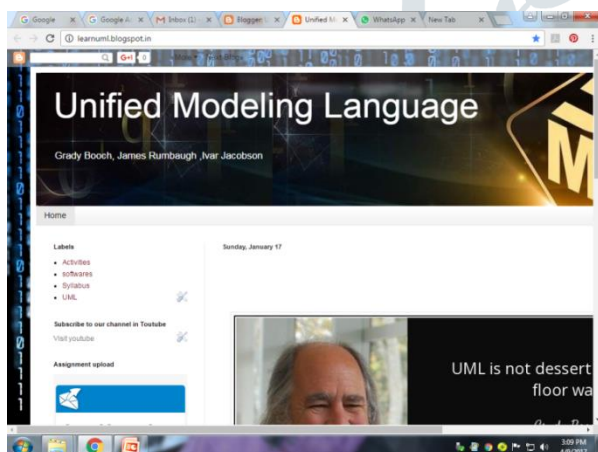 Google
Google A
Inbox (1) -
Blogger:
Unified M
WhatsApp
New Tab
learnuml.blogspot.in
G+1 0
Unified Modeling Language
Grady Booch, James Rumbaugh ,Ivar Jacobson
Home
Labels
Activities
softwares
Syllabus
UML
Subscribe to our channel in Toutube
Visit youtube
Assignment upload
Sunday, January 17
UML is not dessert
floor wa
3:09 PM